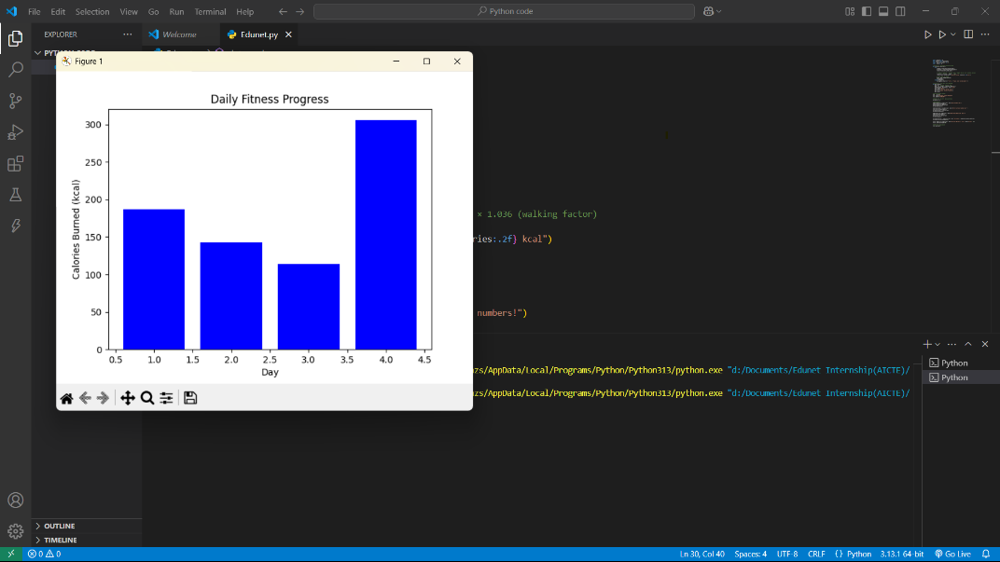 File Edit Selection View Go Run Terminal Help
Python code
EXPLORER
Welcome
Edunet.py
Figure 1
Daily Fitness Progress
Calories Burned (kcal)
300
250
200
150
100
50
0
0.5 1.0 1.5 2.0 2.5 3.0 3.5 4.0 4.5
Day
× 1.036 (walking factor)
ries:.2f} kcal")
numbers!")
zs/AppData/Local/Programs/Python/Python313/python.exe "d:/Documents/Edunet Internship(AICTE)/
zs/AppData/Local/Programs/Python/Python313/python.exe "d:/Documents/Edunet Internship(AICTE)/
Python
Python
OUTLINE
TIMELINE
0 0
Ln 30, Col 40 Spaces: 4 UTF-8 CRLF {} Python 3.13.1 64-bit Go Live